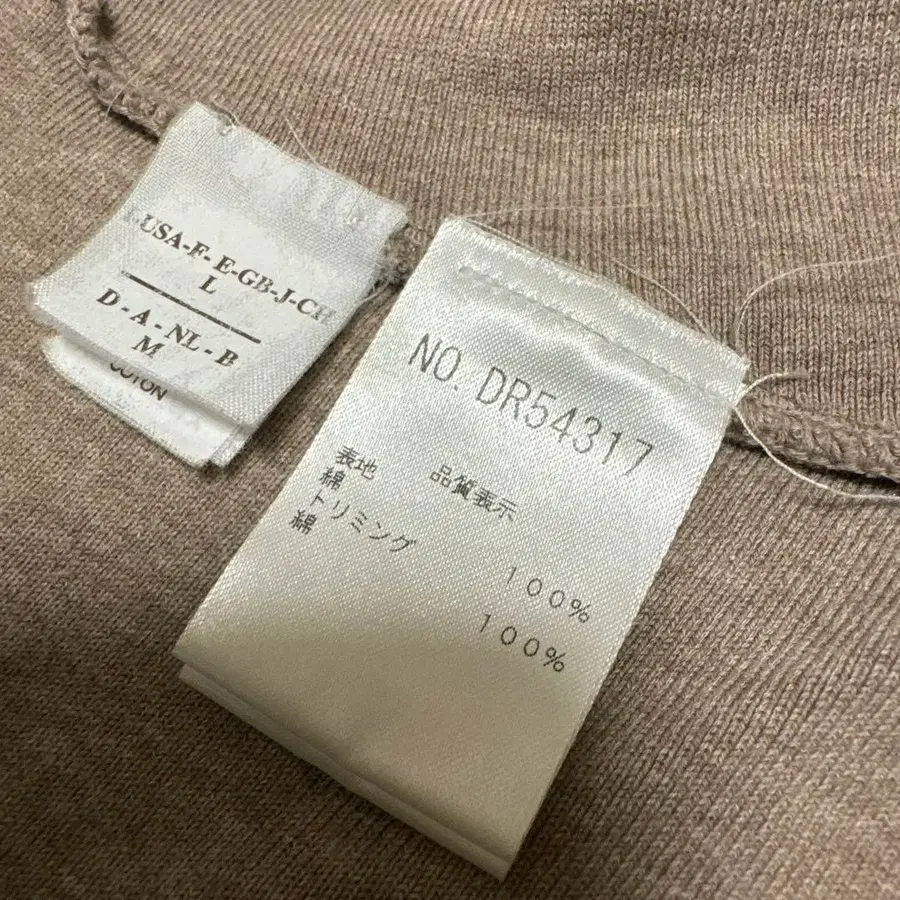 USA-F-E-GB-J-CH
L
D-A-NL-B
M
COTON
NO. DR54317
品質表示
表地
綿 100%
トリミング
綿 100%